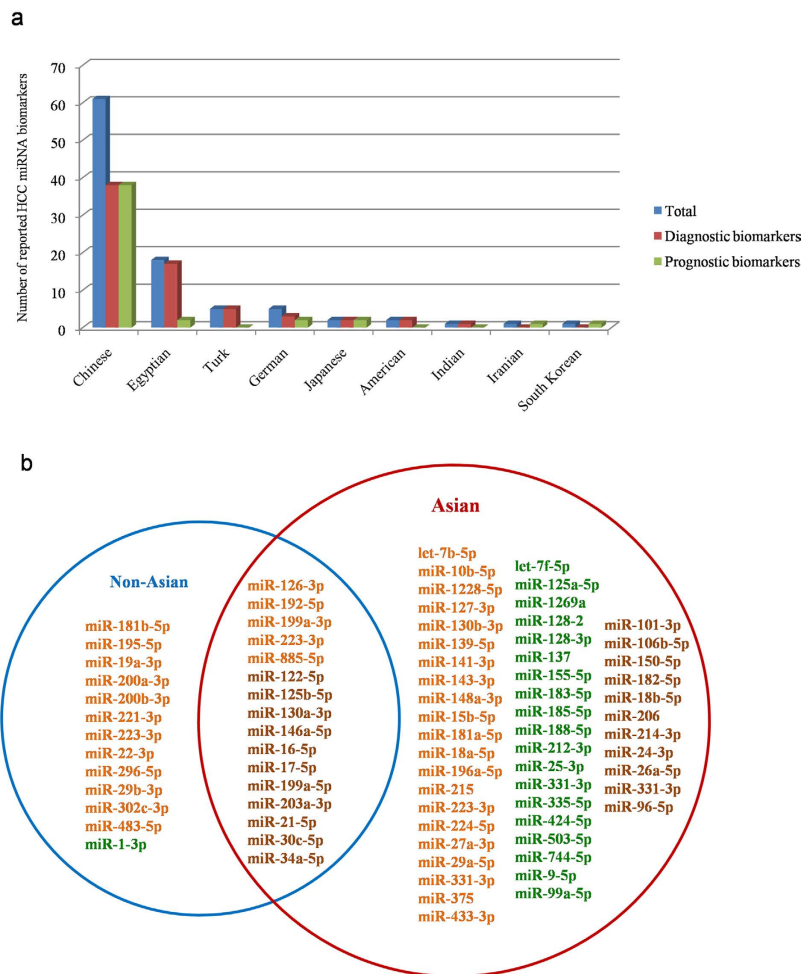 a
Number of reported HCC miRNA biomarkers
70
60
50
40
30
20
10
0
Chinese
Egyptian
Turk
German
Japanese
American
Indian
Iranian
South Korean
Total
Diagnostic biomarkers
Prognostic biomarkers
b
Non-Asian
miR-181b-5p
miR-195-5p
miR-19a-3p
miR-200a-3p
miR-200b-3p
miR-221-3p
miR-223-3p
miR-22-3p
miR-296-5p
miR-29b-3p
miR-302c-3p
miR-483-5p
miR-1-3p
miR-126-3p
miR-192-5p
miR-199a-3p
miR-223-3p
miR-885-5p
miR-122-5p
miR-125b-5p
miR-130a-3p
miR-146a-5p
miR-16-5p
miR-17-5p
miR-199a-5p
miR-203a-3p
miR-21-5p
miR-30c-5p
miR-34a-5p
Asian
let-7b-5p
miR-10b-5p
miR-1228-5p
miR-127-3p
miR-130b-3p
miR-139-5p
miR-141-3p
miR-143-3p
miR-148a-3p
miR-15b-5p
miR-181a-5p
miR-18a-5p
miR-196a-5p
miR-215
miR-223-3p
miR-224-5p
miR-27a-3p
miR-29a-5p
miR-331-3p
miR-375
miR-433-3p
let-7f-5p
miR-125a-5p
miR-1269a
miR-128-2
miR-128-3p
miR-137
miR-155-5p
miR-183-5p
miR-185-5p
miR-188-5p
miR-212-3p
miR-25-3p
miR-331-3p
miR-335-5p
miR-424-5p
miR-503-5p
miR-744-5p
miR-9-5p
miR-99a-5p
miR-101-3p
miR-106b-5p
miR-150-5p
miR-182-5p
miR-18b-5p
miR-206
miR-214-3p
miR-24-3p
miR-26a-5p
miR-331-3p
miR-96-5p